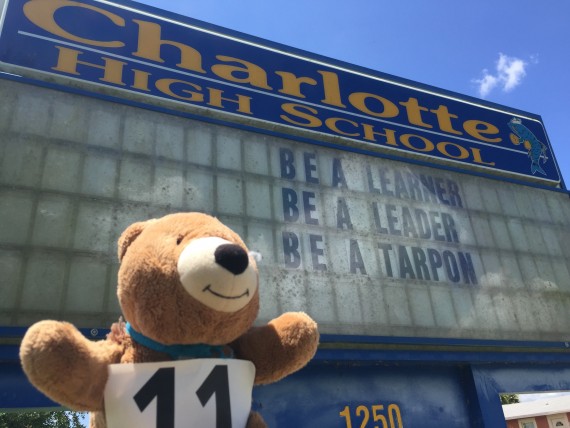 Charlotte
HIGH SCHOOL
BE A LEARNER
BE A LEADER
BE A TARPON
11
1250